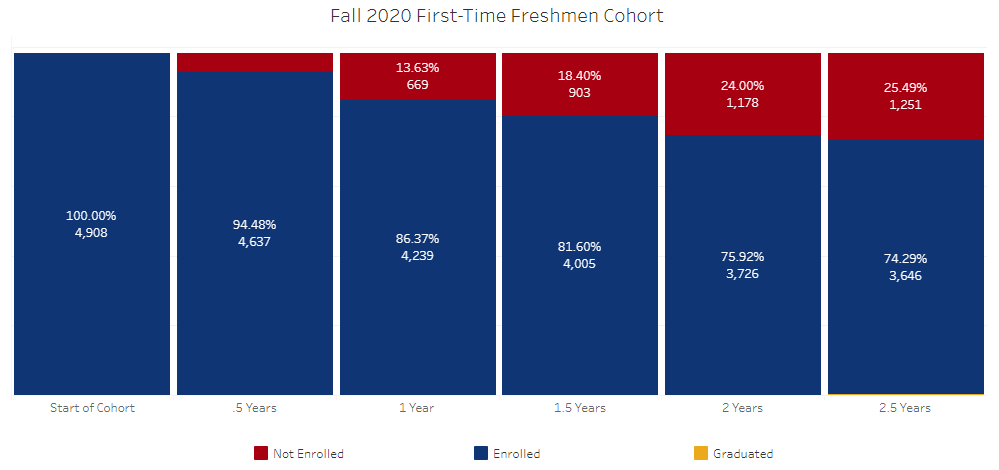 Fall 2020 First-Time Freshmen Cohort
13.63%
669
18.40%
903
24.00%
1,178
25.49%
1,251
100.00%
4,908
94.48%
4,637
86.37%
4,239
81.60%
4,005
75.92%
3,726
74.29%
3,646
Start of Cohort
.5 Years
1 Year
1.5 Years
2 Years
2.5 Years
Not Enrolled
Enrolled
Graduated